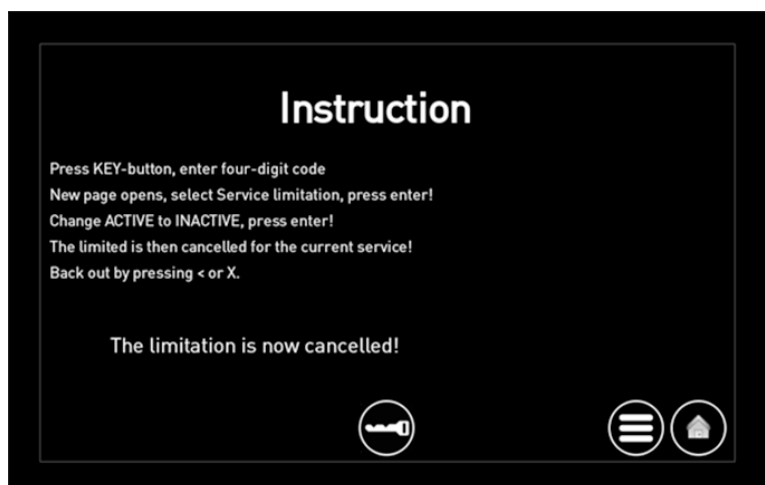 Instruction
Press KEY-button, enter four-digit code
New page opens, select Service limitation, press enter!
Change ACTIVE to INACTIVE, press enter!
The limited is then cancelled for the current service!
Back out by pressing < or X.
The limitation is now cancelled!